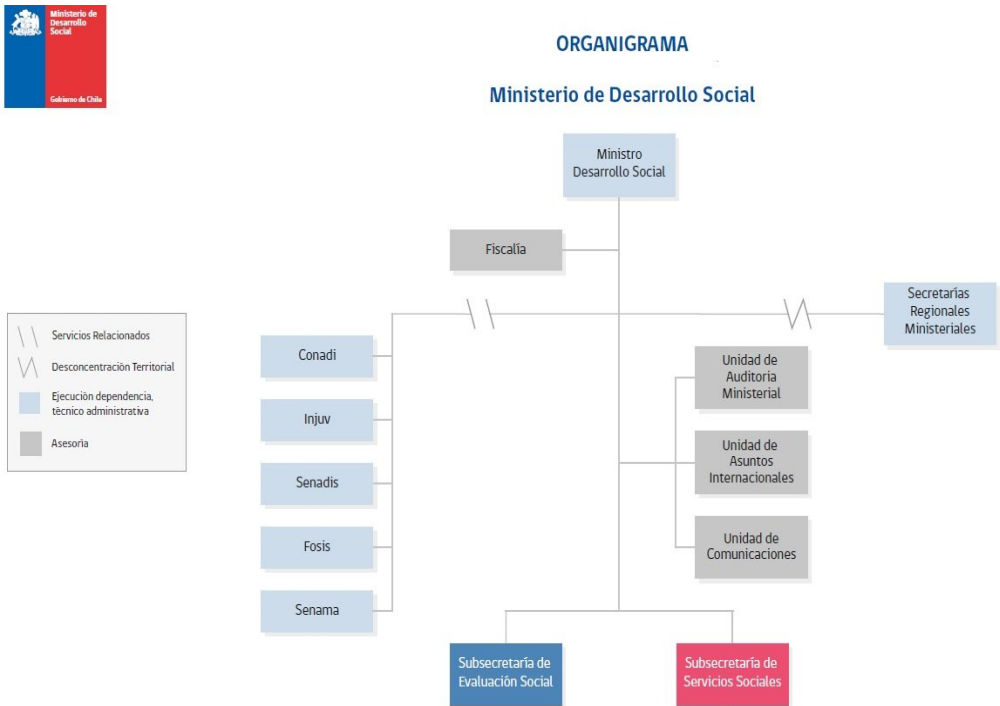 Ministerio de
Desarrollo
Social
Gobierno de Chile
ORGANIGRAMA
Ministerio de Desarrollo Social
Ministro
Desarrollo Social
Fiscalía
Secretarías
Regionales
Ministeriales
Servicios Relacionados
Desconcentración Territorial
Ejecución dependencia,
técnico administrativa
Asesoria
Conadi
Injuv
Senadis
Fosis
Senama
Unidad de
Auditoria
Ministerial
Unidad de
Asuntos
Internacionales
Unidad de
Comunicaciones
Subsecretaría de
Evaluación Social
Subsecretaría de
Servicios Sociales